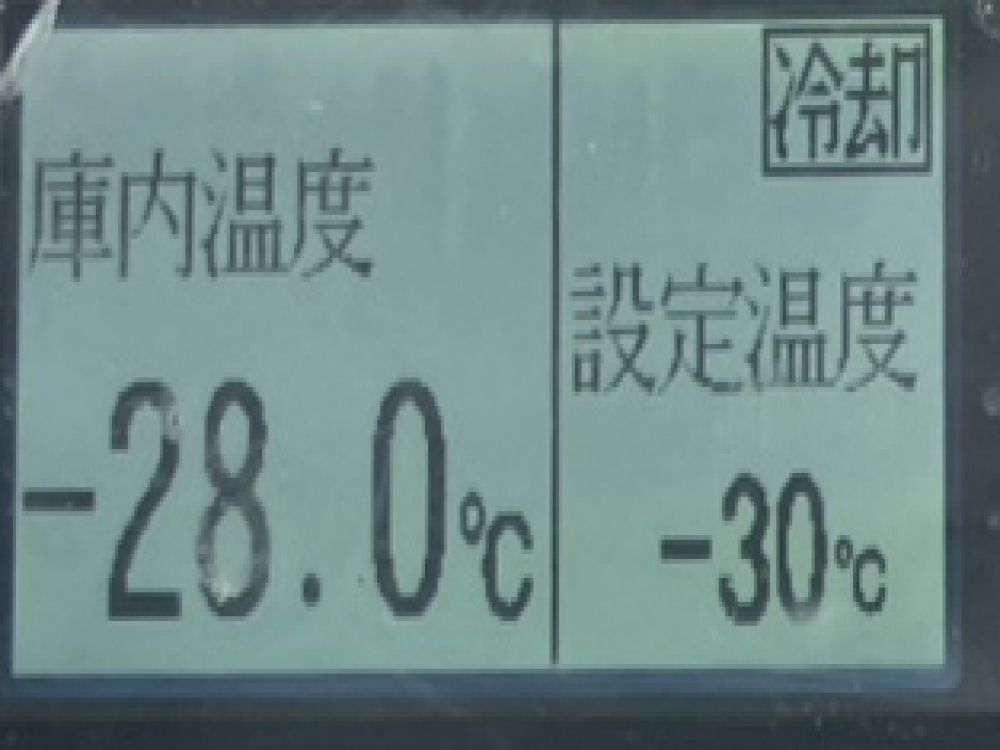 庫内温度
-28.0℃
冷却
設定温度
-30℃